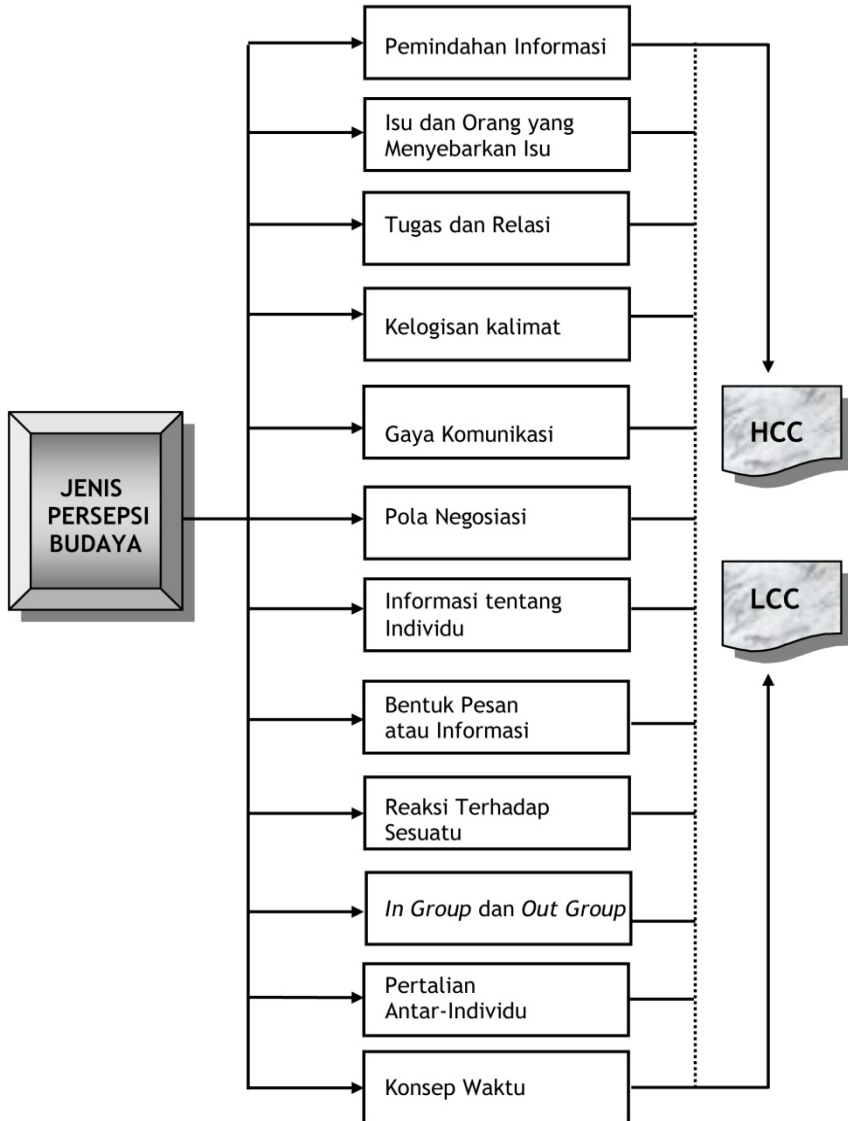 Pemindahan Informasi
Isu dan Orang yang
Menyebarkan Isu
Tugas dan Relasi
Kelogisan kalimat
Gaya Komunikasi
Pola Negosiasi
Informasi tentang
Individu
Bentuk Pesan
atau Informasi
Reaksi Terhadap
Sesuatu
In Group dan Out Group
Pertalian
Antar-Individu
Konsep Waktu
JENIS
PERSEPSI
BUDAYA
HCC
LCC